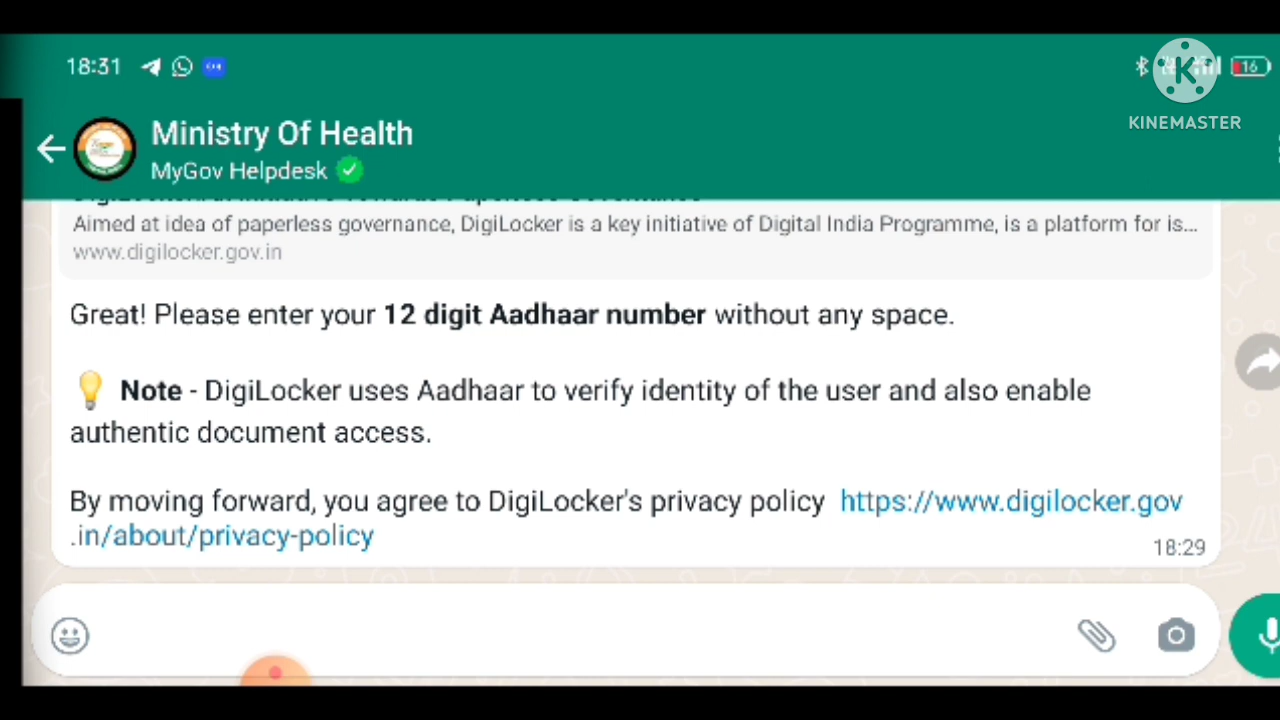 18:31
16
KINEMASTER
Ministry Of Health
MyGov Helpdesk
Aimed at idea of paperless governance, DigiLocker is a key initiative of Digital India Programme, is a platform for is...
www.digilocker.gov.in
Great! Please enter your 12 digit Aadhaar number without any space.
Note - DigiLocker uses Aadhaar to verify identity of the user and also enable
authentic document access.
By moving forward, you agree to DigiLocker's privacy policy https://www.digilocker.gov
.in/about/privacy-policy
18:29